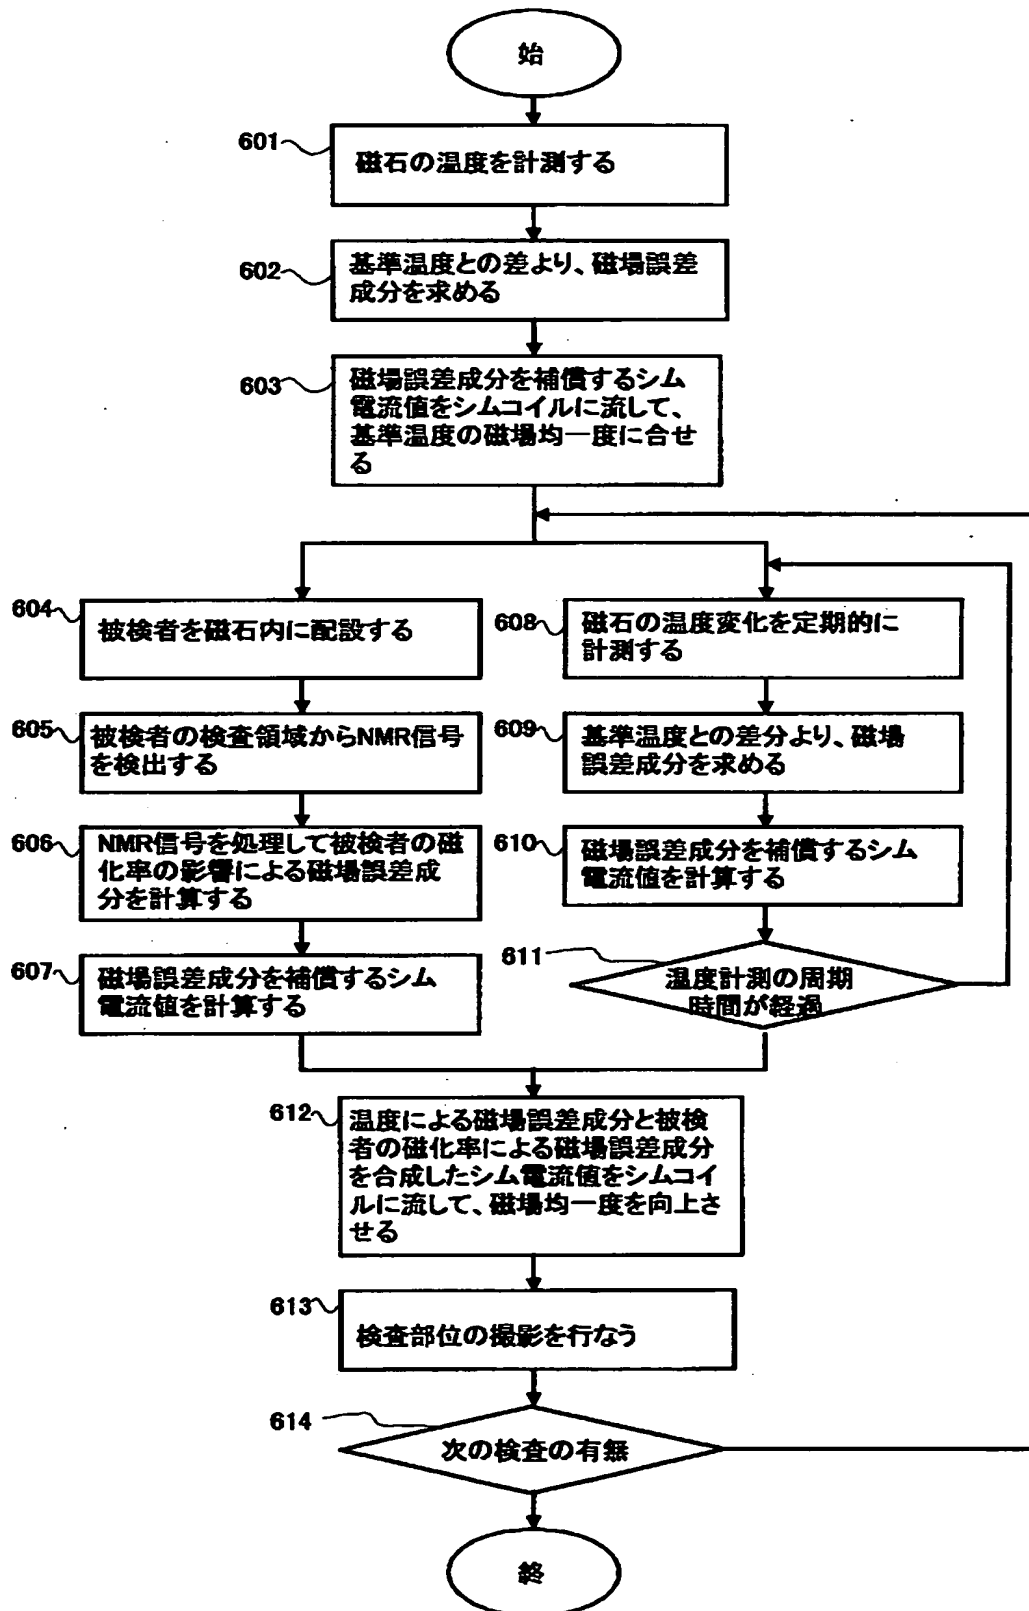 始
601
磁石の温度を計測する
602
基準温度との差より、磁場誤差
成分を求める
603
磁場誤差成分を補償するシム
電流値をシムコイルに流して、
基準温度の磁場均一度に合せ
る
604
被検者を磁石内に配設する
605
被検者の検査領域からNMR信号
を検出する
606
NMR信号を処理して被検者の磁
化率の影響による磁場誤差成
分を計算する
607
磁場誤差成分を補償するシム
電流値を計算する
608
磁石の温度変化を定期的に
計測する
609
基準温度との差分より、磁場
誤差成分を求める
610
磁場誤差成分を補償するシム
電流値を計算する
611
温度計測の周期
時間が経過
612
温度による磁場誤差成分と被検
者の磁化率による磁場誤差成分
を合成したシム電流値をシムコイ
ルに流して、磁場均一度を向上さ
せる
613
検査部位の撮影を行なう
614
次の検査の有無
終